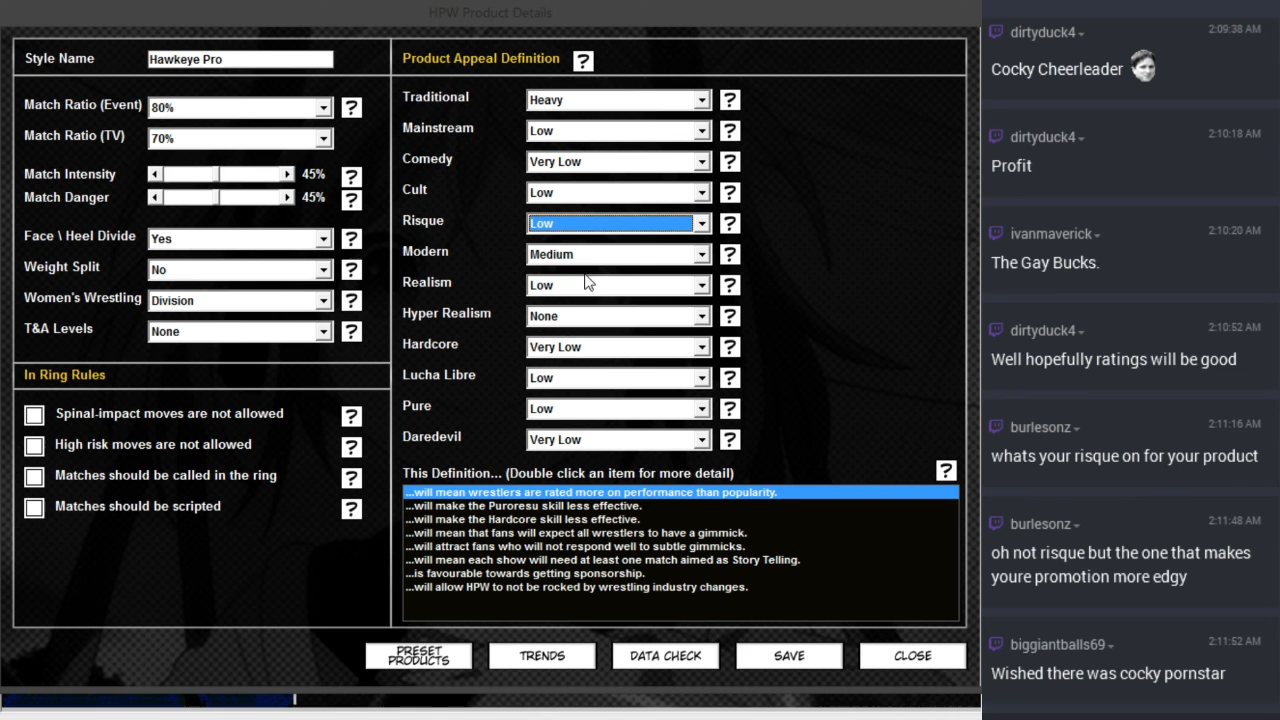 HPW Product Details
Style Name
Hawkeye Pro
Match Ratio (Event)
80%
?
Match Ratio (TV)
70%
Match Intensity
45%
?
Match Danger
45%
?
Face \ Heel Divide
Yes
?
Weight Split
No
?
Women's Wrestling
Division
?
T&A Levels
None
?
In Ring Rules
Spinal-impact moves are not allowed
?
High risk moves are not allowed
?
Matches should be called in the ring
?
Matches should be scripted
?
Product Appeal Definition
?
Traditional
Heavy
?
Mainstream
Low
?
Comedy
Very Low
?
Cult
Low
?
Risque
Low
?
Modern
Medium
?
Realism
Low
?
Hyper Realism
None
?
Hardcore
Very Low
?
Lucha Libre
Low
?
Pure
Low
?
Daredevil
Very Low
?
This Definition... (Double click an item for more detail)
?
...will mean wrestlers are rated more on performance than popularity.
...will make the Puroresu skill less effective.
...will make the Hardcore skill less effective.
...will mean that fans will expect all wrestlers to have a gimmick.
...will attract fans who will not respond well to subtle gimmicks.
...will mean each show will need at least one match aimed as Story Telling.
...is favourable towards getting sponsorship.
...will allow HPW to not be rocked by wrestling industry changes.
PRESET
PRODUCTS
TRENDS
DATA CHECK
SAVE
CLOSE
dirtyduck4
2:09:38 AM
Cocky Cheerleader
dirtyduck4
2:10:18 AM
Profit
ivanmaverick
2:10:20 AM
The Gay Bucks.
dirtyduck4
2:10:52 AM
Well hopefully ratings will be good
burlesonz
2:11:16 AM
whats your risque on for your product
burlesonz
2:11:48 AM
oh not risque but the one that makes
youre promotion more edgy
biggiantballs69
2:11:52 AM
Wished there was cocky pornstar